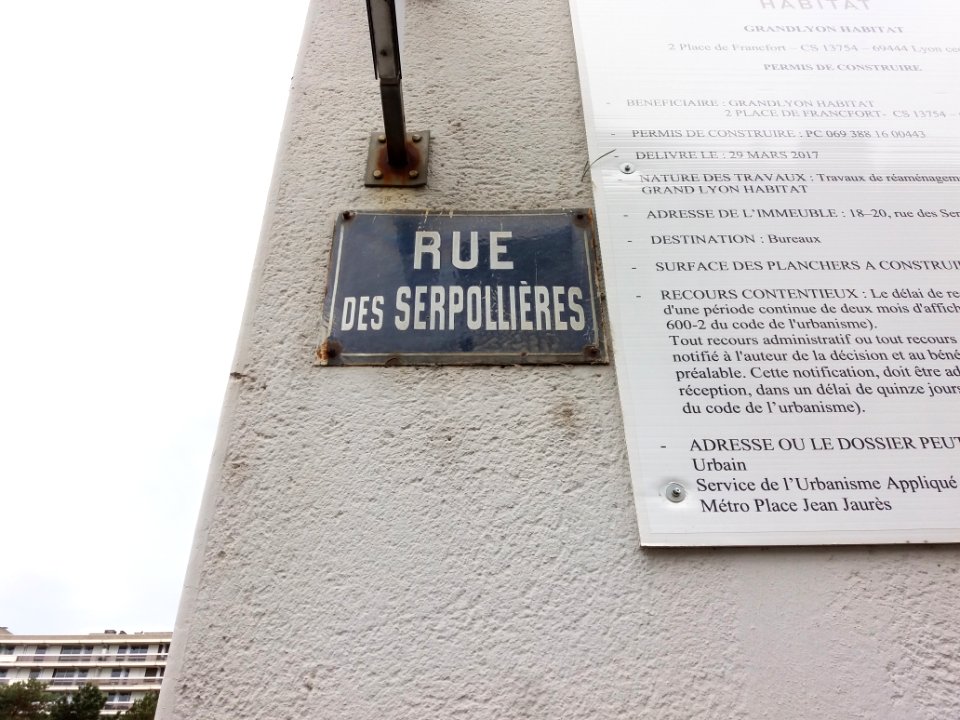 RUE
DES SERPOLLIÈRES
HABITAT
GRANDLYON HABITAT
2 Place de Francfort – CS 13754 – 69444 Lyon
PERMIS DE CONSTRUIRE
- BENEFICIAIRE : GRANDLYON HABITAT
2 PLACE DE FRANCFORT- CS 13754 –
- PERMIS DE CONSTRUIRE : PC 069 388 16 00443
- DELIVRE LE : 29 MARS 2017
- NATURE DES TRAVAUX : Travaux de
GRAND LYON HABITAT
- ADRESSE DE L'IMMEUBLE : 18–20, rue des
- DESTINATION : Bureaux
- SURFACE DES PLANCHERS A
- RECOURS CONTENTIEUX : Le délai de
d'une période continue de deux mois
600-2 du code de l'urbanisme).
Tout recours administratif ou tout recours
notifié à l'auteur de la décision et au
préalable. Cette notification, doit être
réception, dans un délai de quinze jours
du code de l'urbanisme).
- ADRESSE OU LE DOSSIER
Urbain
Service de l'Urbanisme Appliqué
Métro Place Jean Jaurès